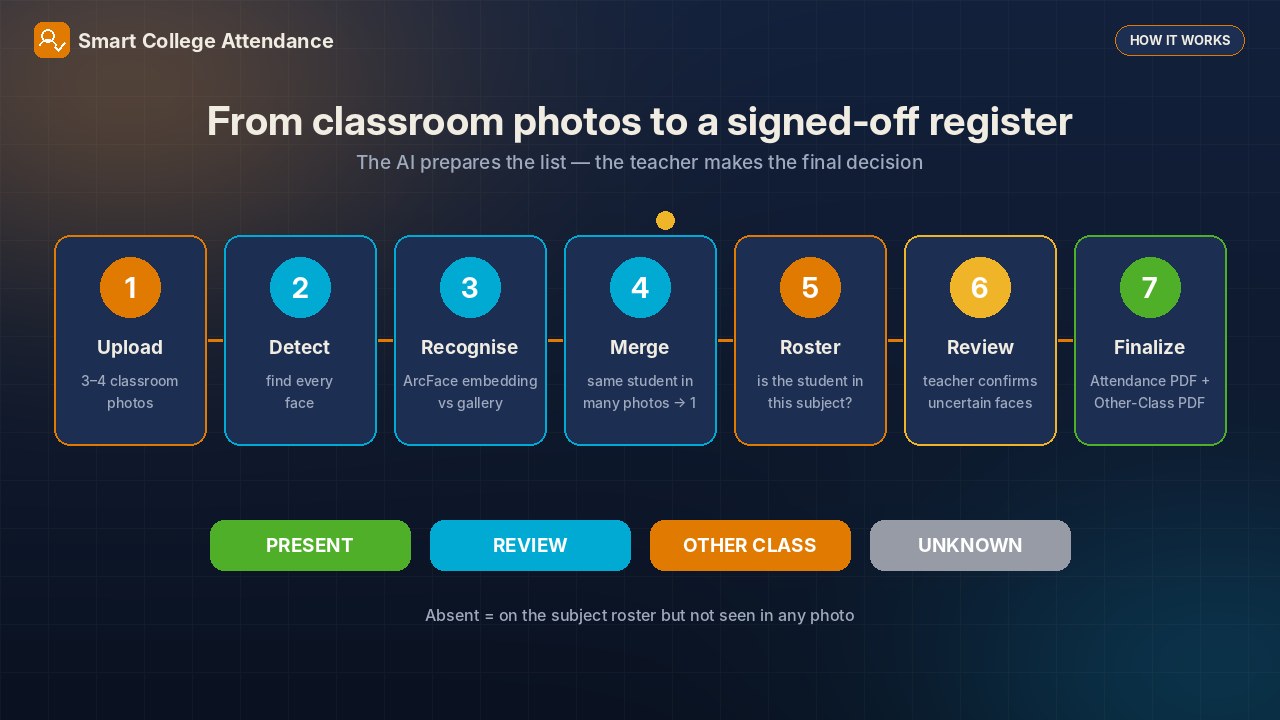 Smart College Attendance
HOW IT WORKS
From classroom photos to a signed-off register
The AI prepares the list — the teacher makes the final decision
1
Upload
3–4 classroom
photos
2
Detect
find every
face
3
Recognise
ArcFace embedding
vs gallery
4
Merge
same student in
many photos → 1
5
Roster
is the student in
this subject?
6
Review
teacher confirms
uncertain faces
7
Finalize
Attendance PDF +
Other-Class PDF
PRESENT
REVIEW
OTHER CLASS
UNKNOWN
Absent = on the subject roster but not seen in any photo